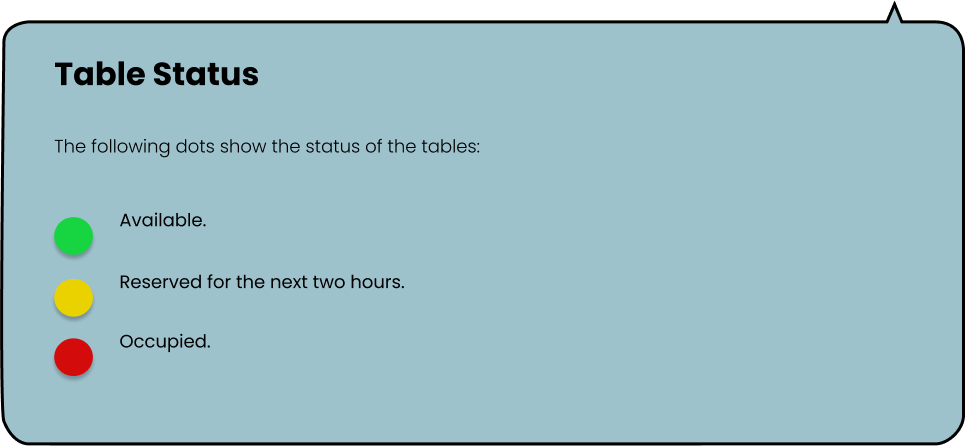 Table Status
The following dots show the status of the tables:
Available.
Reserved for the next two hours.
Occupied.